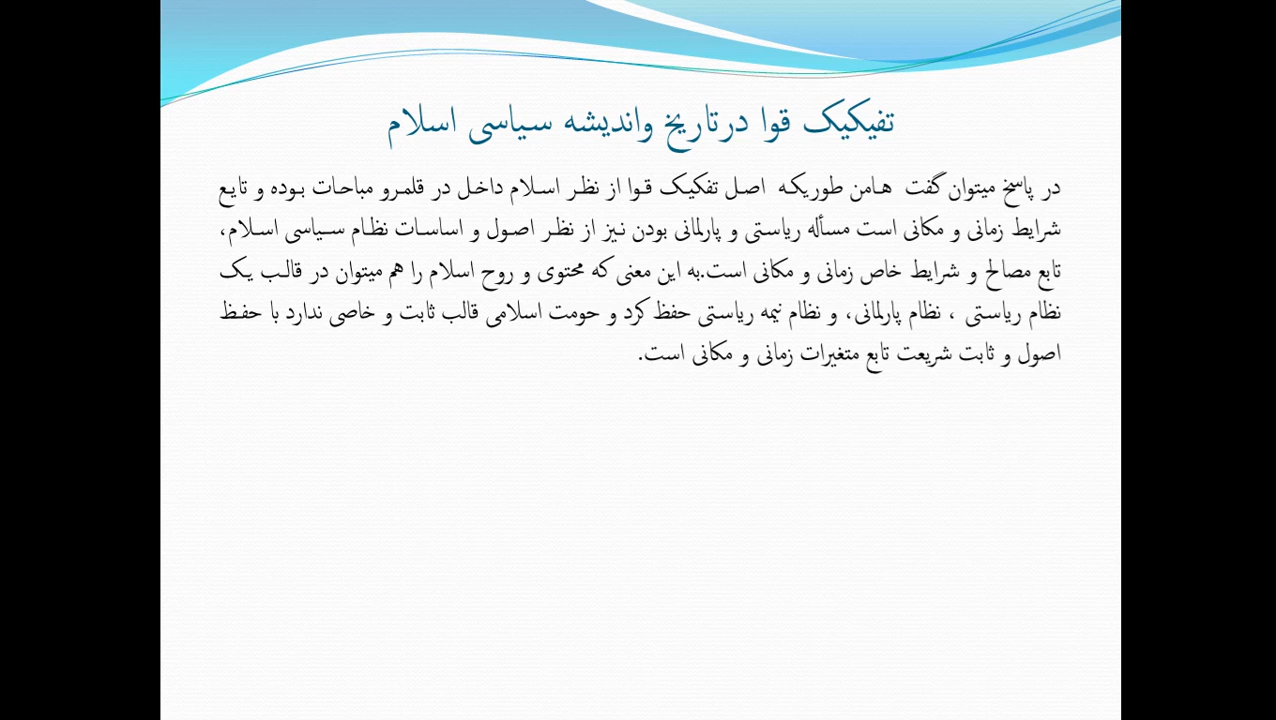 تفیکیک قوا درتاریخ واندیشه سیاسی اسلام
در پاسخ میتوان گفت هامن طوریکه اصل تفکیک قوا از نظر اسلام داخل در قلمرو مباحات بوده و تایع
شرایط زمانی و مکانی است مسأله ریاستی و پارلمانی بودن نیز از نظر اصول و اساسات نظام سیاسی اسلام،
تابع مصالح و شرایط خاص زمانی و مکانی است.به این معنی که محتوی و روح اسلام را هم میتوان در قالب یک
نظام ریاستی ، نظام پارلمانی، و نظام نیمه ریاستی حفظ کرد و حومت اسلامی قالب ثابت و خاصی ندارد با حفظ
اصول و ثابت شریعت تابع متغیرات زمانی و مکانی است.